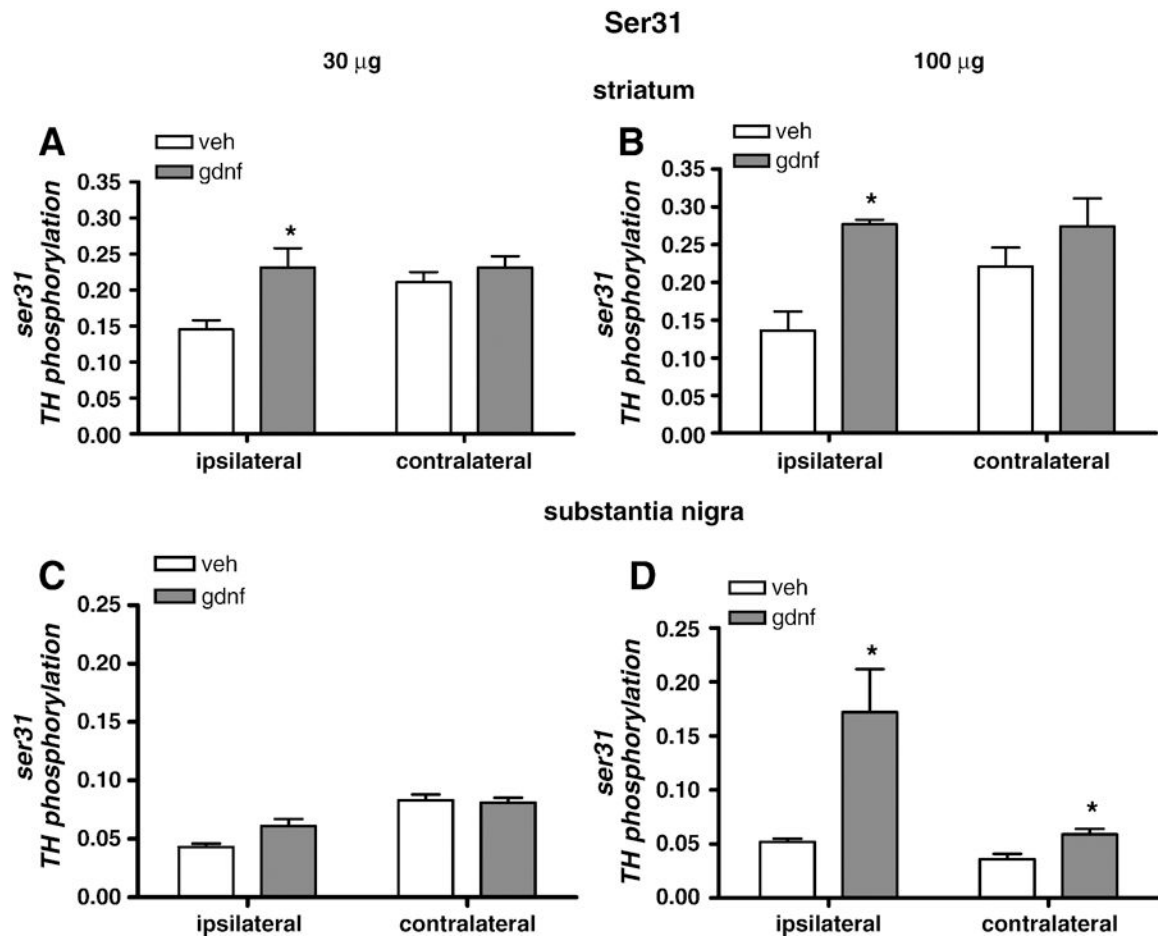 Ser31
30 μg
100 μg
striatum
A
veh
gdnf
ser31
TH phosphorylation
0.35
0.30
0.25
0.20
0.15
0.10
0.05
0.00
*
ipsilateral
contralateral
B
veh
gdnf
ser31
TH phosphorylation
0.35
0.30
0.25
0.20
0.15
0.10
0.05
0.00
*
ipsilateral
contralateral
substantia nigra
C
veh
gdnf
ser31
TH phosphorylation
0.25
0.20
0.15
0.10
0.05
0.00
ipsilateral
contralateral
D
veh
gdnf
ser31
TH phosphorylation
0.25
0.20
0.15
0.10
0.05
0.00
*
*
ipsilateral
contralateral